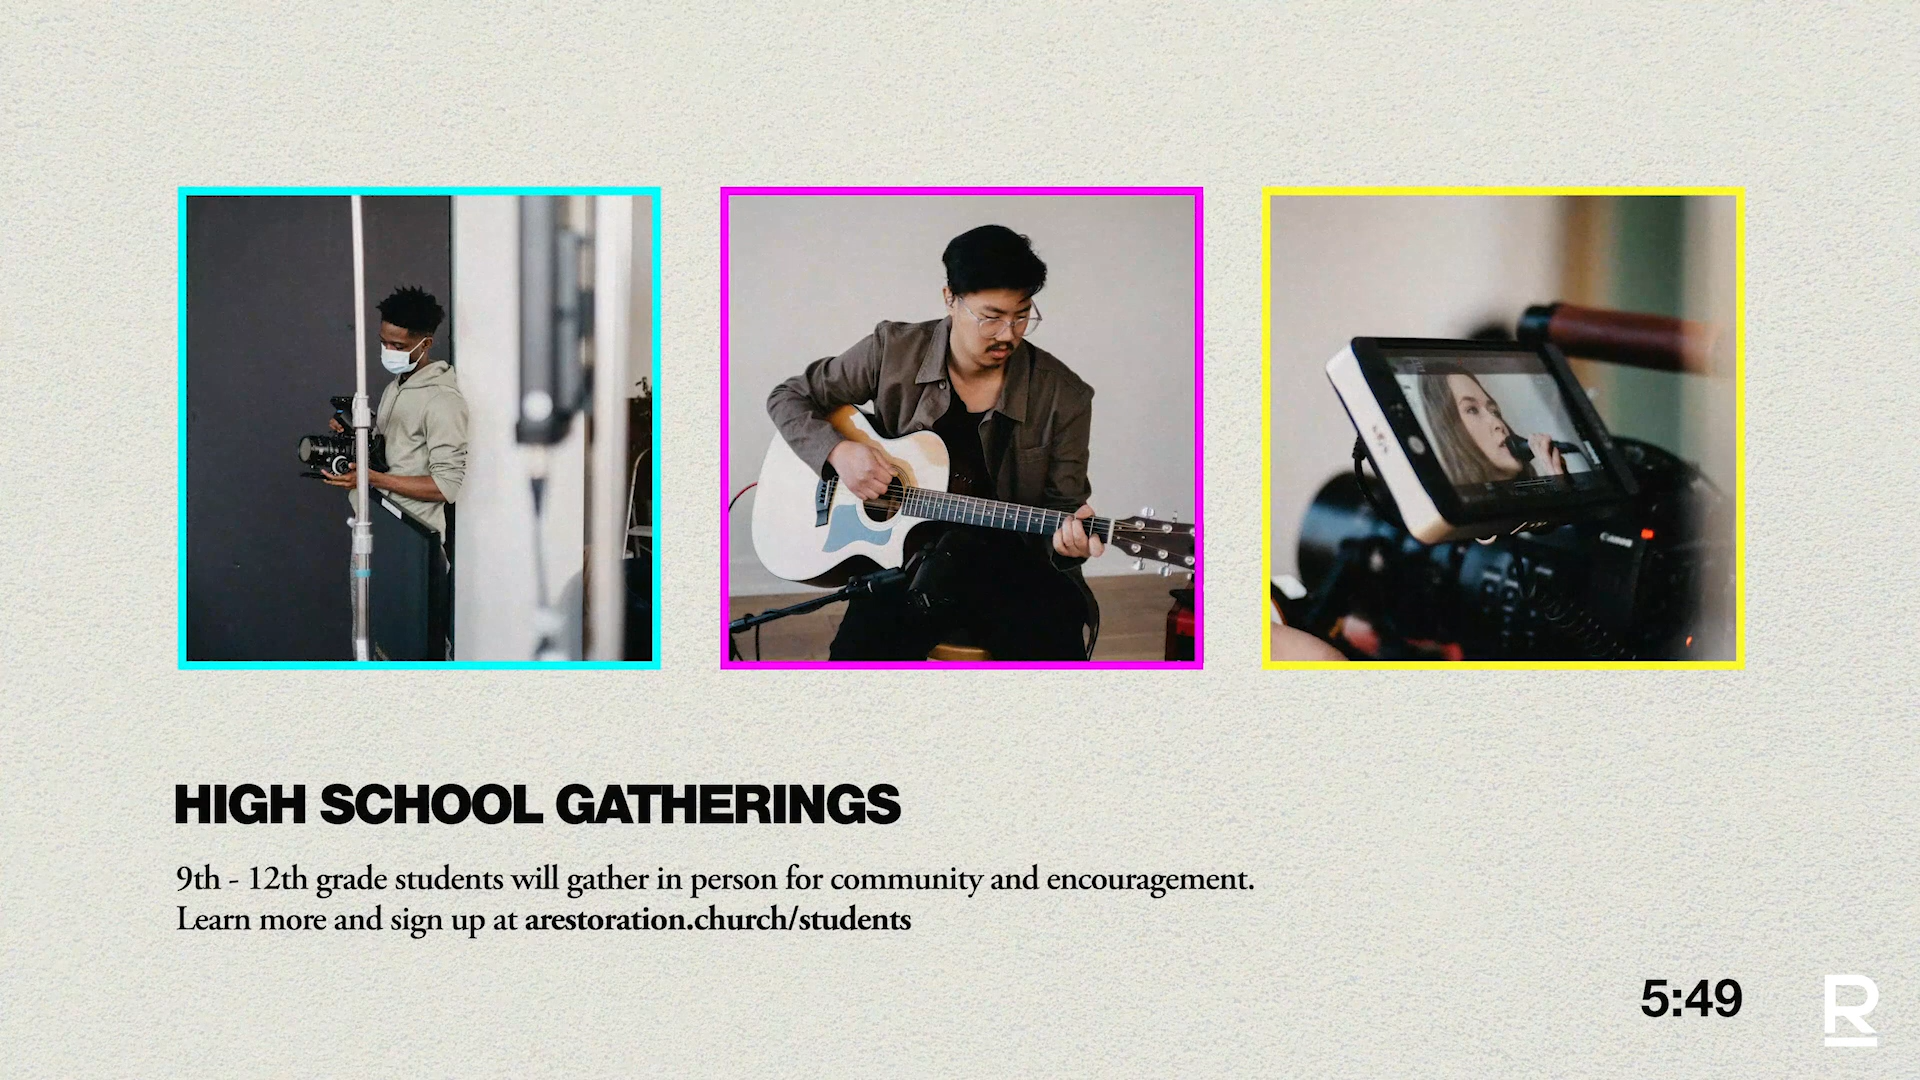 Canon
HIGH SCHOOL GATHERINGS
9th - 12th grade students will gather in person for community and encouragement.
Learn more and sign up at arestoration.church/students
5:49
R